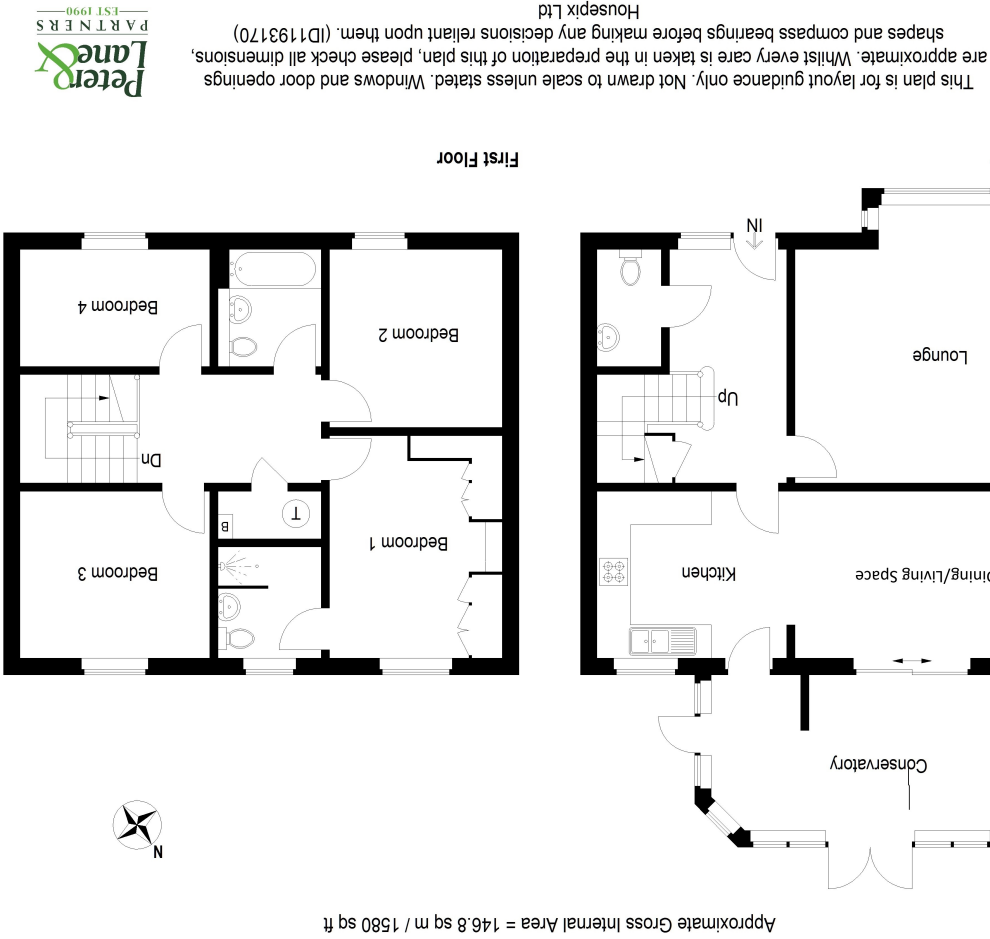 Approximate Gross Internal Area = 146.8 sq m / 1580 sq ft
N
Conservatory
Dining/Living Space
Kitchen
Up
Lounge
IN
Bedroom 1
Bedroom 3
B
T
Dn
Bedroom 2
Bedroom 4
First Floor
This plan is for layout guidance only. Not drawn to scale unless stated. Windows and door openings
are approximate. Whilst every care is taken in the preparation of this plan, please check all dimensions,
shapes and compass bearings before making any decisions reliant upon them. (ID1193170)
Housepix Ltd
Peter&
Lane
PARTNERS
EST 1990